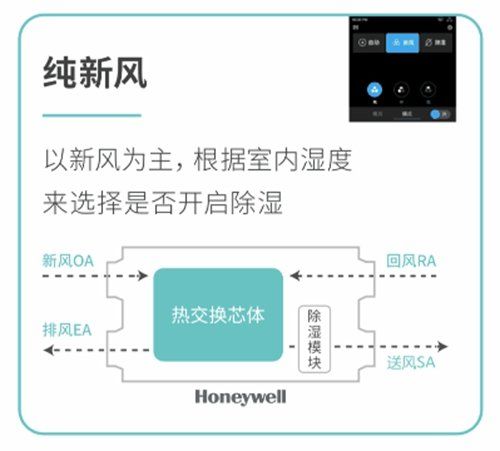 纯新风
自动
新风
除湿
模式
以新风为主，根据室内湿度
来选择是否开启除湿
新风OA
回风RA
热交换芯体
除湿模块
排风EA
送风SA
Honeywell